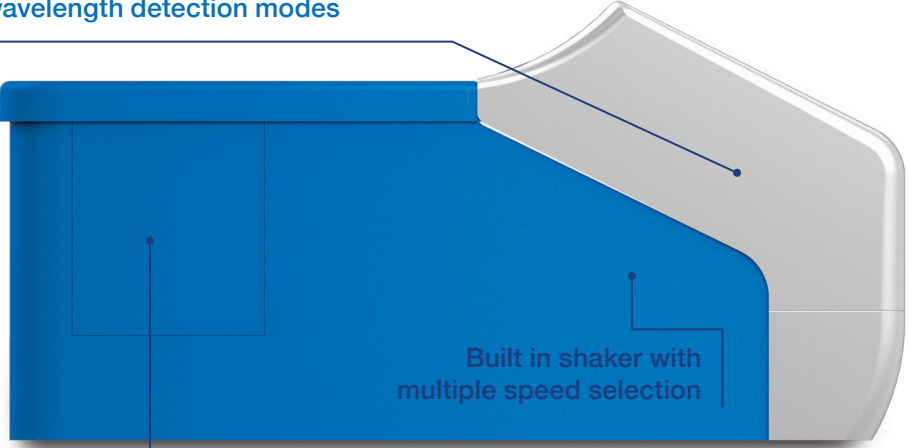 wavelength detection modes
Built in shaker with
multiple speed selection